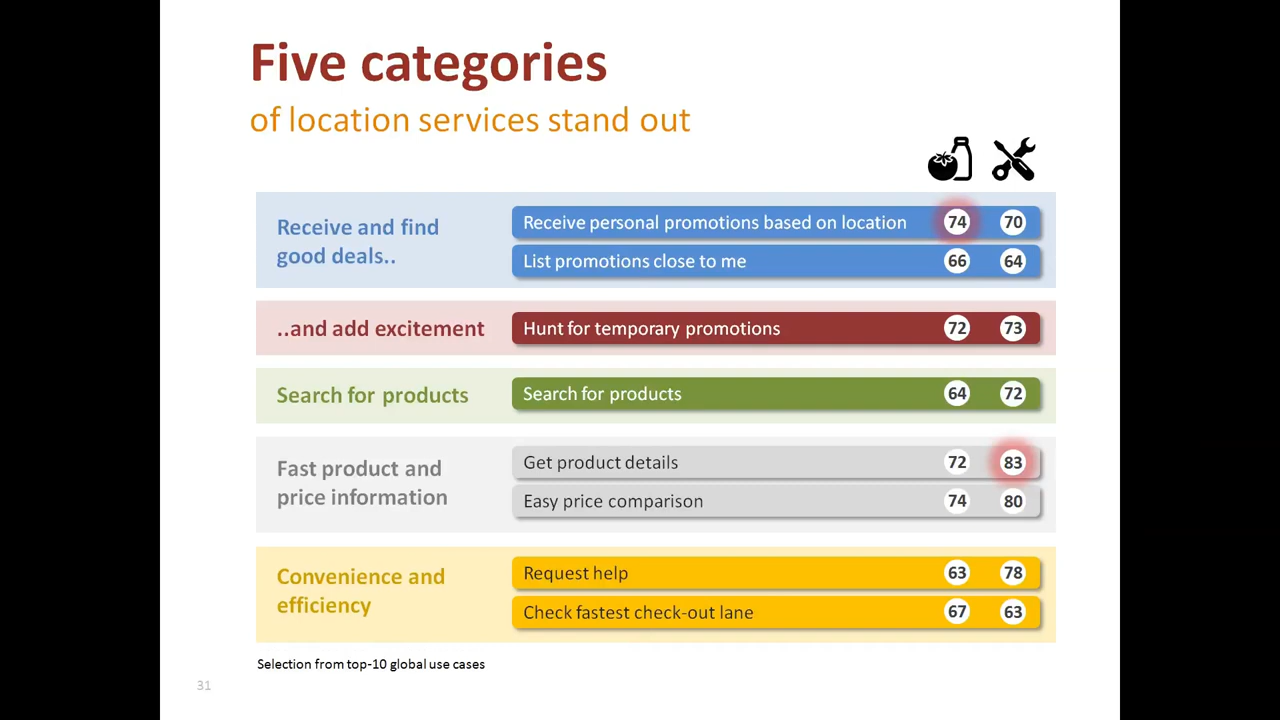 Five categories
of location services stand out
Receive and find
good deals..
Receive personal promotions based on location 74 70
List promotions close to me 66 64
..and add excitement
Hunt for temporary promotions 72 73
Search for products
Search for products 64 72
Fast product and
price information
Get product details 72 83
Easy price comparison 74 80
Convenience and
efficiency
Request help 63 78
Check fastest check-out lane 67 63
Selection from top-10 global use cases
31